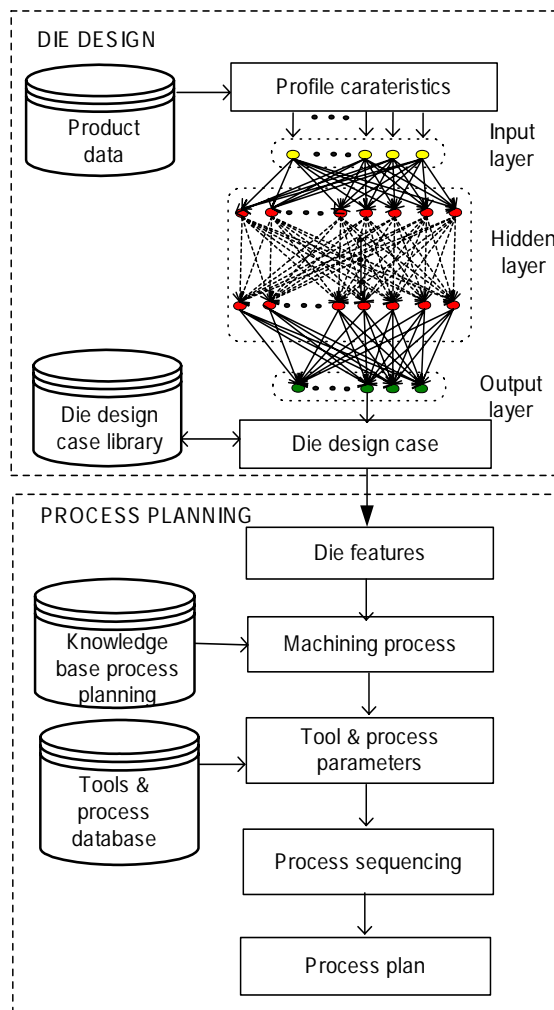 DIE DESIGN
Profile carateristics
Product
data
Input
layer
Hidden
layer
Output
layer
Die design
case library
Die design case
PROCESS PLANNING
Die features
Knowledge
base process
planning
Machining process
Tool & process
parameters
Tools &
process
database
Process sequencing
Process plan